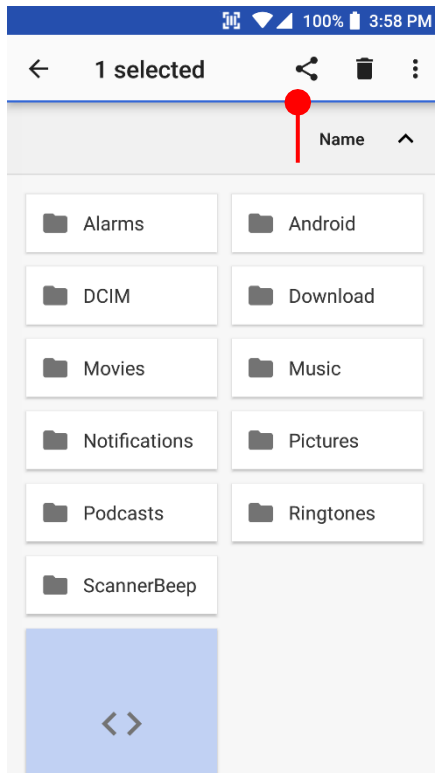 100% 3:58 PM
1 selected
Name
Alarms
Android
DCIM
Download
Movies
Music
Notifications
Pictures
Podcasts
Ringtones
ScannerBeep